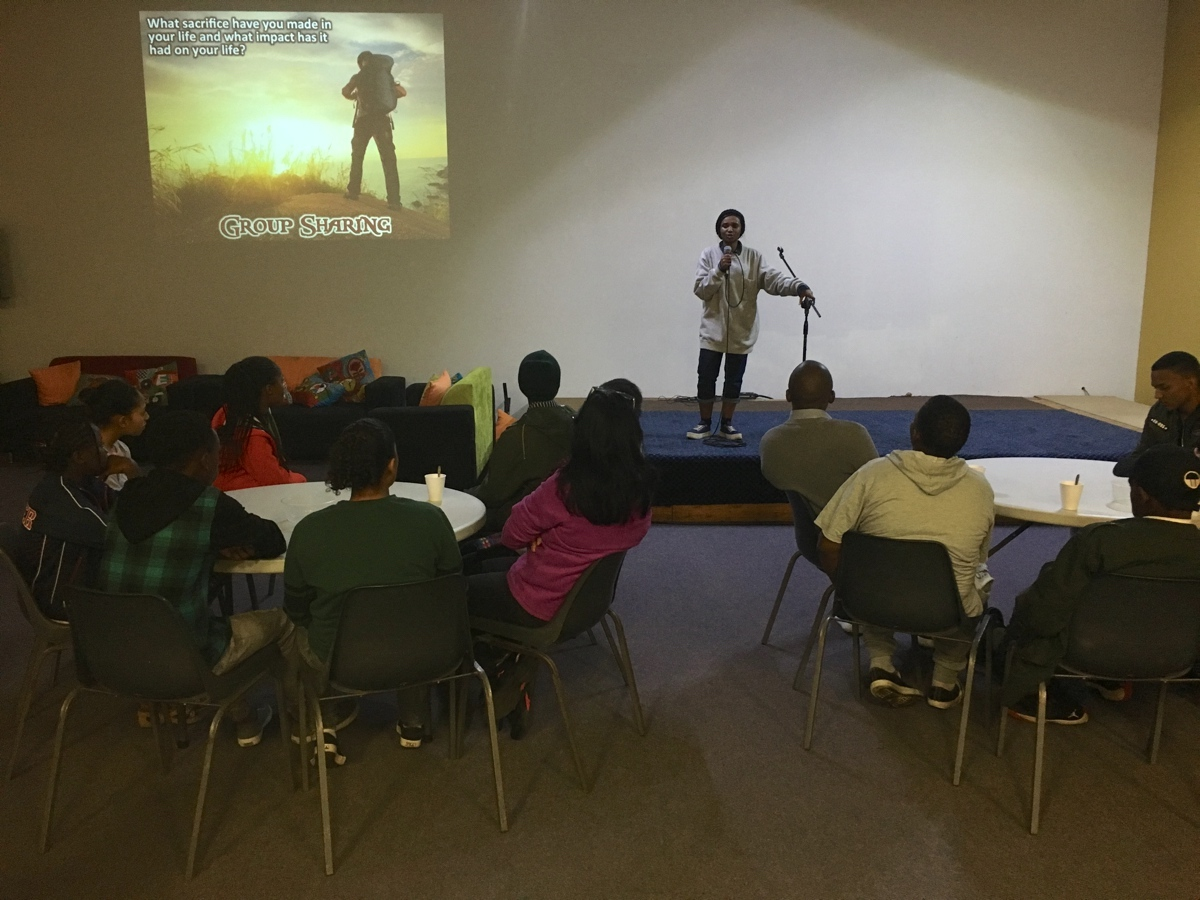 What sacrifice have you made in
your life and what impact has it
had on your life?
Group Sharing